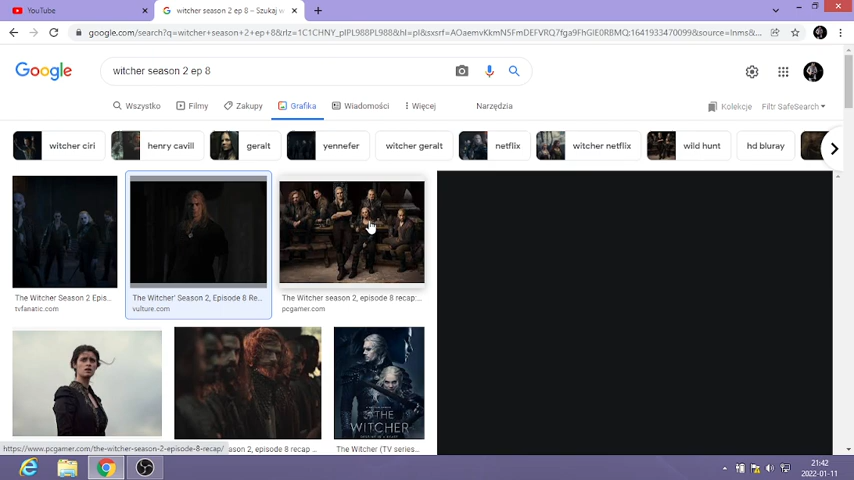 YouTube
witcher season 2 ep 8 – Szukaj w
google.com/search?q=witcher+season+2+ep+8&rlz=1C1CHNY_plPL988PL988&hl=pl&sxsrf=AOaemvKkmN5FmDEFVRQ7fga9FhGlE0RBMQ:1641933470099&source=lnms&...
Google
witcher season 2 ep 8
Wszystko
Filmy
Zakupy
Grafika
Wiadomości
Więcej
Narzędzia
Kolekcje
Filtr SafeSearch
witcher ciri
henry cavill
geralt
yennefer
witcher geralt
netflix
witcher netflix
wild hunt
hd bluray
The Witcher Season 2 Epis...
tvfanatic.com
The Witcher' Season 2, Episode 8 Re...
vulture.com
The Witcher season 2, episode 8 recap:...
pcgamer.com
THE
WITCHER
https://www.pcgamer.com/the-witcher-season-2-episode-8-recap/
ason 2, episode 8 recap ...
The Witcher (TV series...
21:42
2022-01-11